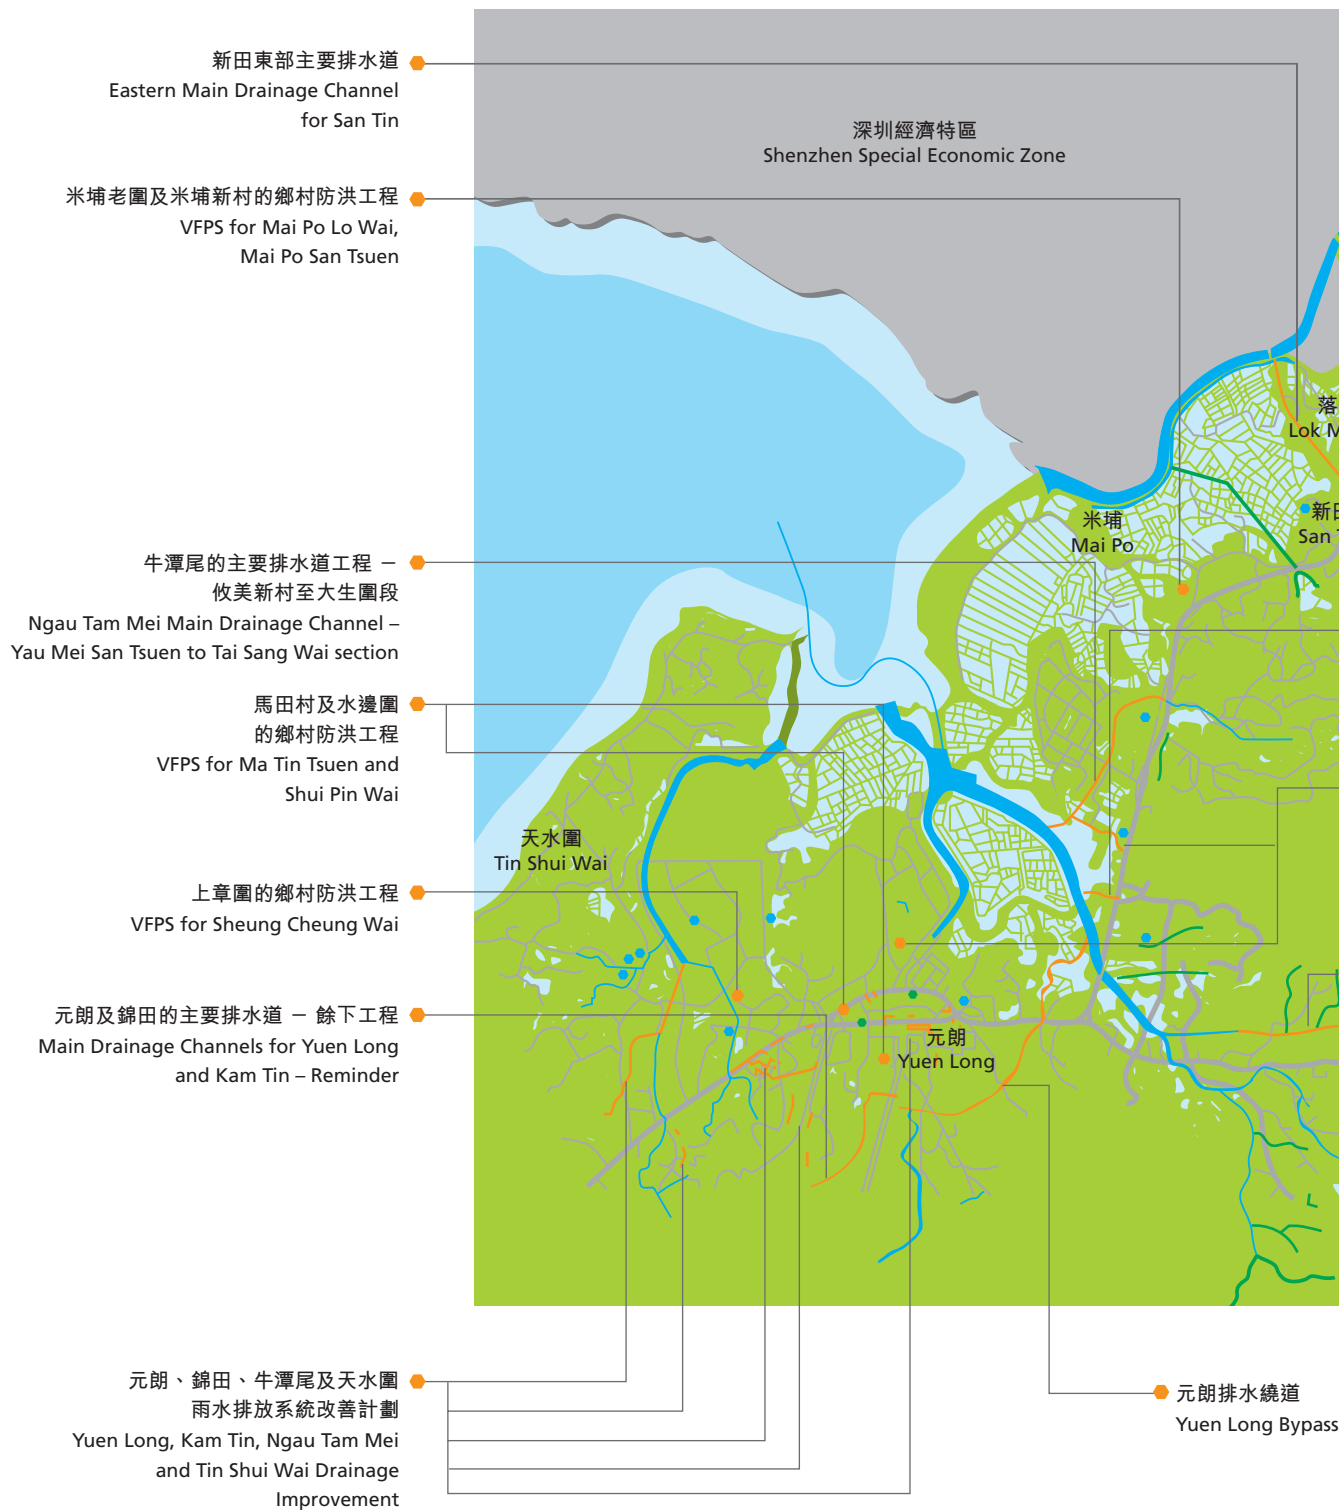 新田東部主要排水道
Eastern Main Drainage Channel
for San Tin
深圳經濟特區
Shenzhen Special Economic Zone
米埔老圍及米埔新村的鄉村防洪工程
VFPS for Mai Po Lo Wai,
Mai Po San Tsuen
落
Lok M
米埔
Mai Po
新田
San
牛潭尾的主要排水道工程 –
攸美新村至大生圍段
Ngau Tam Mei Main Drainage Channel –
Yau Mei San Tsuen to Tai Sang Wai section
馬田村及水邊圍
的鄉村防洪工程
VFPS for Ma Tin Tsuen and
Shui Pin Wai
天水圍
Tin Shui Wai
上章圍的鄉村防洪工程
VFPS for Sheung Cheung Wai
元朗及錦田的主要排水道 – 餘下工程
Main Drainage Channels for Yuen Long
and Kam Tin – Reminder
元朗
Yuen Long
元朗、錦田、牛潭尾及天水圍
雨水排放系統改善計劃
Yuen Long, Kam Tin, Ngau Tam Mei
and Tin Shui Wai Drainage
Improvement
元朗排水繞道
Yuen Long Bypass